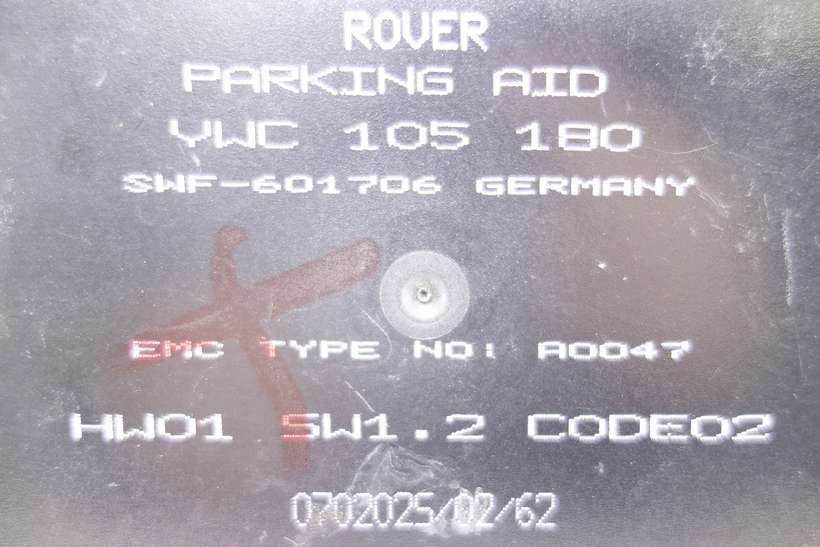 ROVER
PARKING AID
YWC 105 180
SWF-601706 GERMANY
EMC TYPE NO: A0047
HW01 SW1.2 CODE02
0702025/02/62